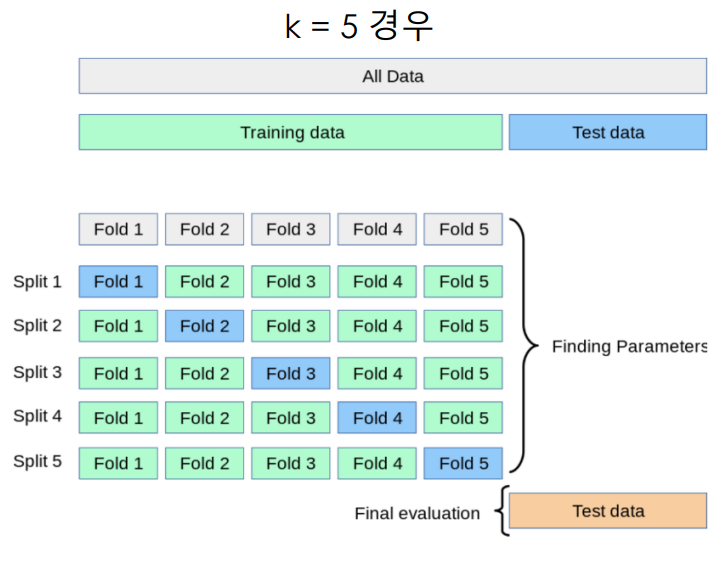 k = 5 경우
All Data
Training data Test data
Fold 1 Fold 2 Fold 3 Fold 4 Fold 5
Split 1 Fold 1 Fold 2 Fold 3 Fold 4 Fold 5
Split 2 Fold 1 Fold 2 Fold 3 Fold 4 Fold 5
Finding Parameters
Split 3 Fold 1 Fold 2 Fold 3 Fold 4 Fold 5
Split 4 Fold 1 Fold 2 Fold 3 Fold 4 Fold 5
Split 5 Fold 1 Fold 2 Fold 3 Fold 4 Fold 5
Final evaluation Test data